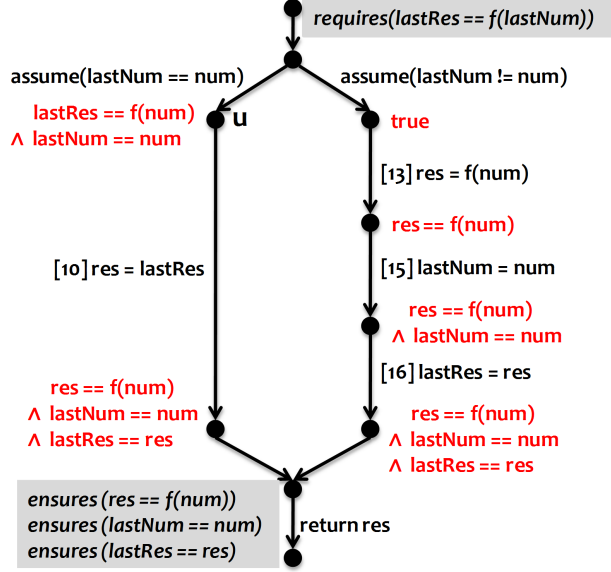 requires(lastRes == f(lastNum))
assume(lastNum == num)
assume(lastNum != num)
lastRes == f(num)
∧ lastNum == num
u
true
[13] res = f(num)
res == f(num)
[10] res = lastRes
[15] lastNum = num
res == f(num)
∧ lastNum == num
[16] lastRes = res
res == f(num)
∧ lastNum == num
∧ lastRes == res
res == f(num)
∧ lastNum == num
∧ lastRes == res
ensures(res == f(num))
ensures(lastNum == num)
ensures(lastRes == res)
return res